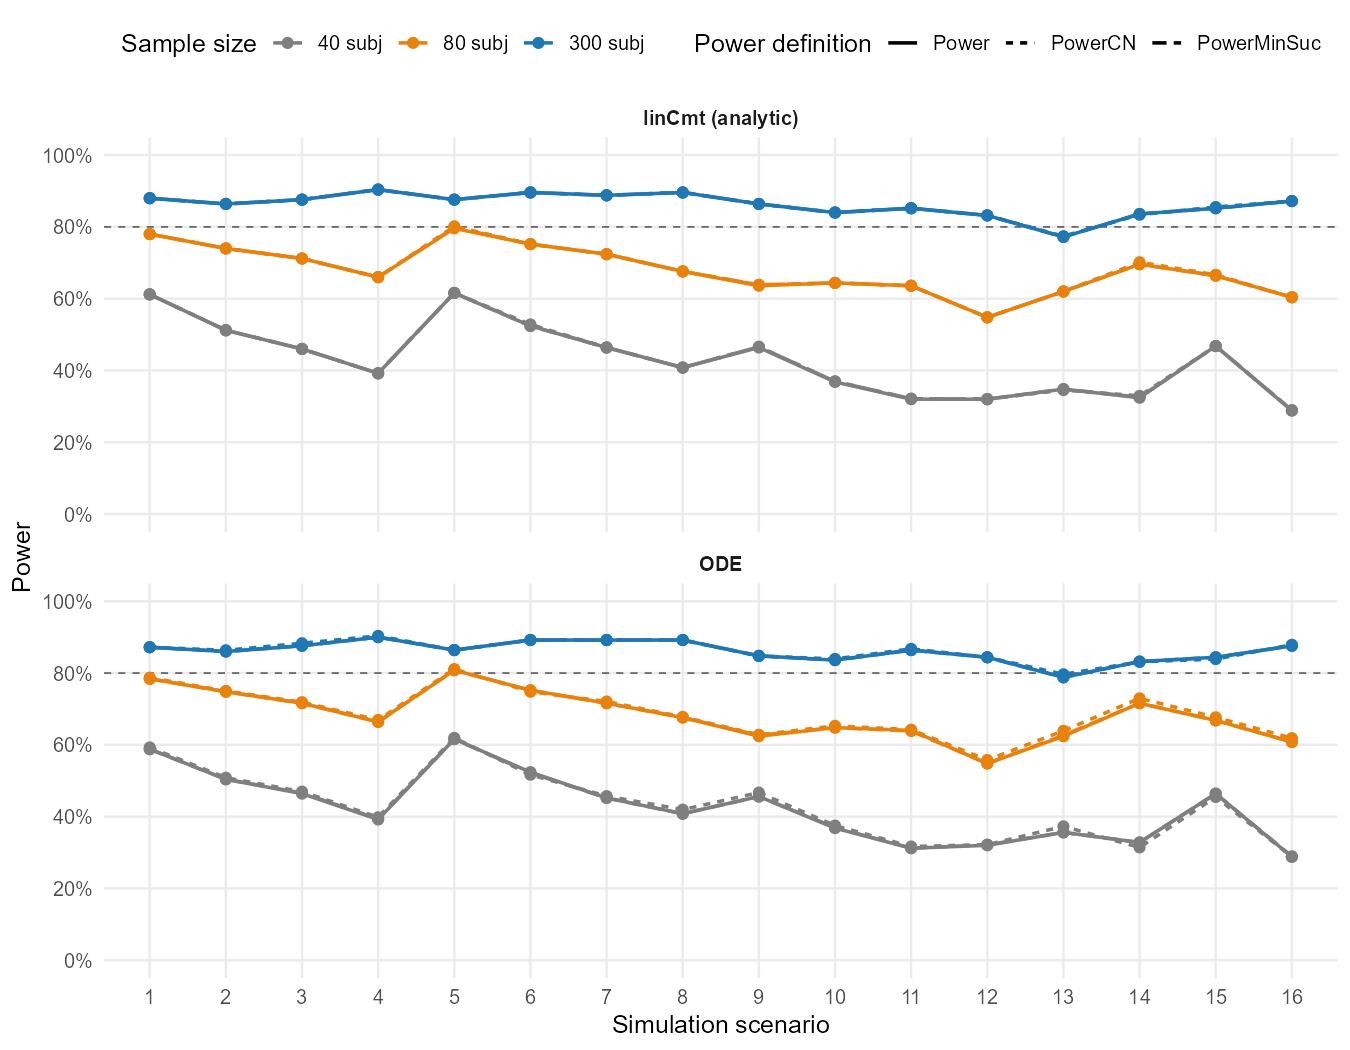 Sample size 40 subj 80 subj 300 subj Power definition Power PowerCN PowerMinSuc
linCmt (analytic)
100%
80%
60%
40%
20%
0%
Power
ODE
100%
80%
60%
40%
20%
0%
1 2 3 4 5 6 7 8 9 10 11 12 13 14 15 16
Simulation scenario